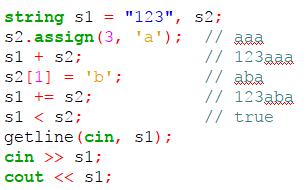 string s1 = "123", s2;
s2.assign(3, 'a');  // aaa
s1 + s2;            // 123aaa
s2[1] = 'b';        // aba
s1 += s2;           // 123aba
s1 < s2;            // true
getline(cin, s1);
cin >> s1;
cout << s1;